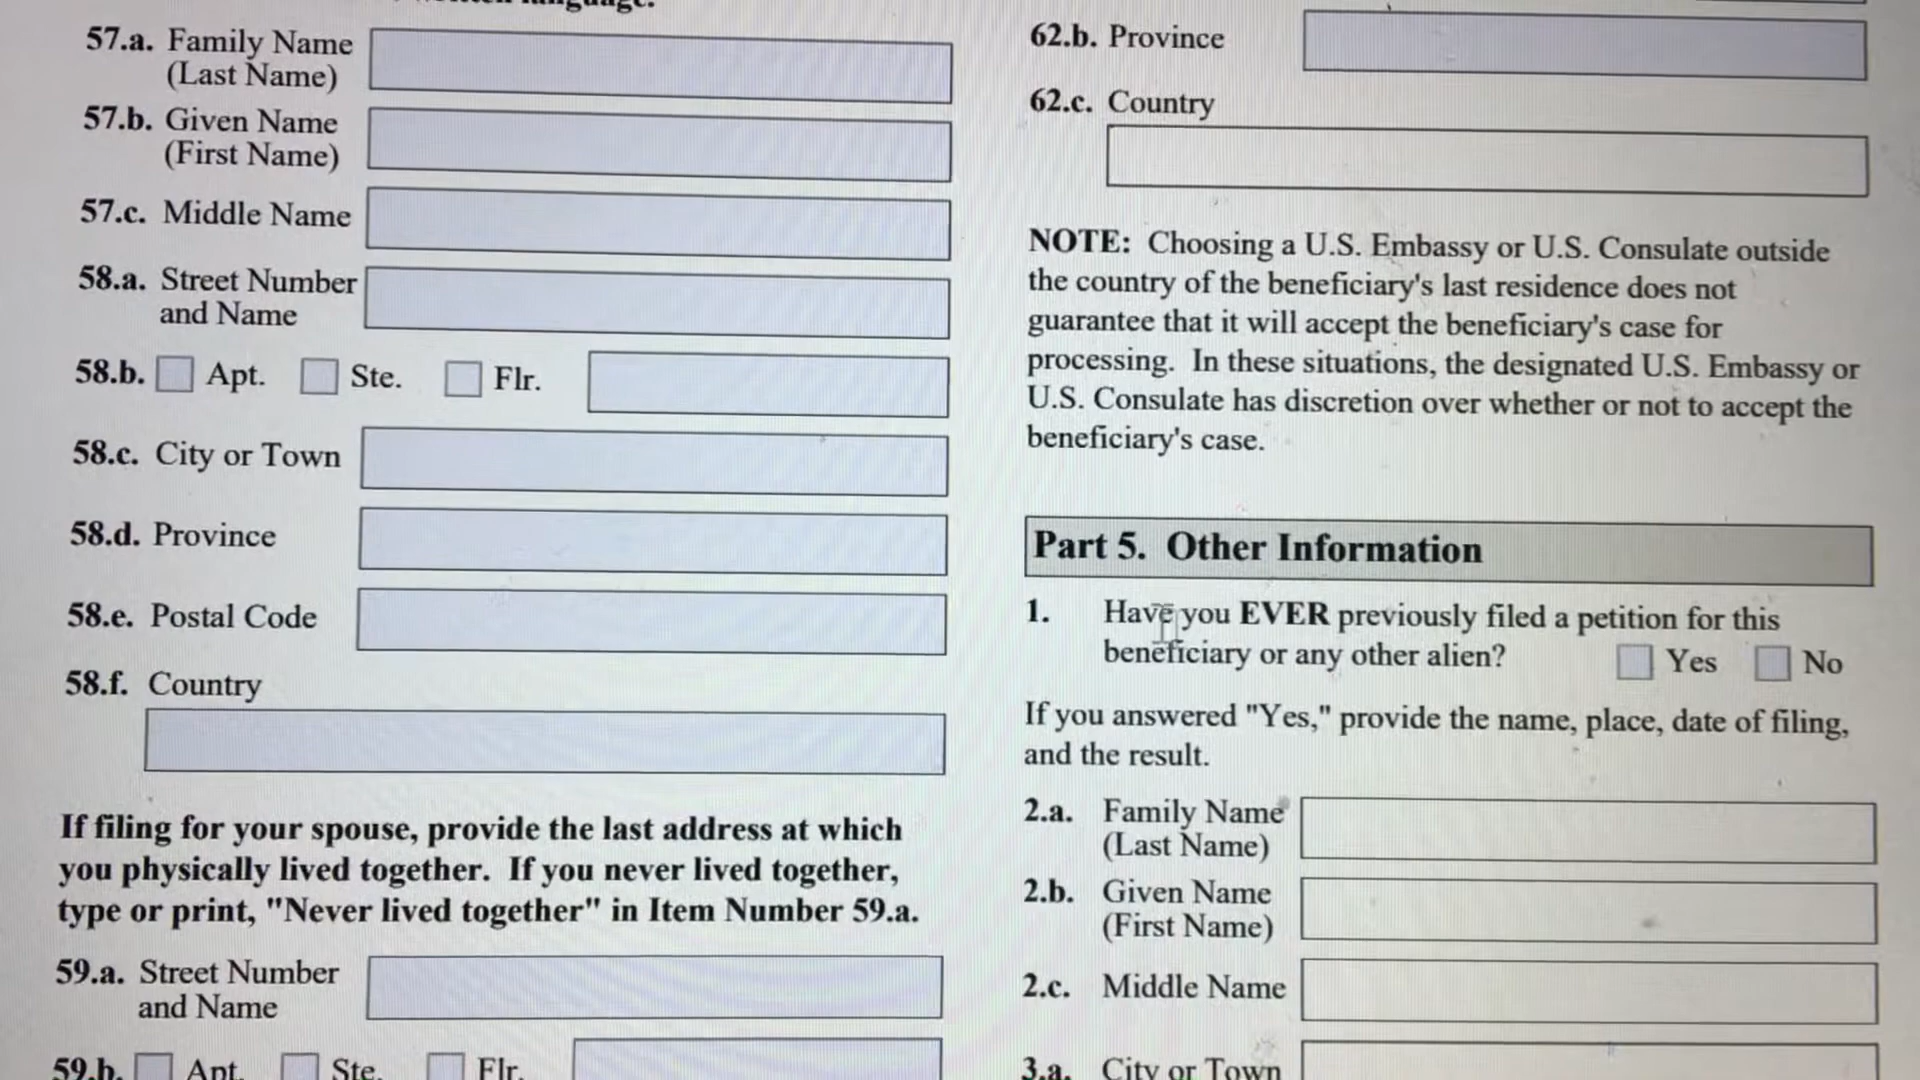 language.
57.a. Family Name
(Last Name)
57.b. Given Name
(First Name)
57.c. Middle Name
58.a. Street Number
and Name
58.b. Apt. Ste. Flr.
58.c. City or Town
58.d. Province
58.e. Postal Code
58.f. Country
If filing for your spouse, provide the last address at which
you physically lived together. If you never lived together,
type or print, "Never lived together" in Item Number 59.a.
59.a. Street Number
and Name
59.b. Apt. Ste. Flr.
62.b. Province
62.c. Country
NOTE: Choosing a U.S. Embassy or U.S. Consulate outside
the country of the beneficiary's last residence does not
guarantee that it will accept the beneficiary's case for
processing. In these situations, the designated U.S. Embassy or
U.S. Consulate has discretion over whether or not to accept the
beneficiary's case.
Part 5. Other Information
1. Have you EVER previously filed a petition for this
beneficiary or any other alien? Yes No
If you answered "Yes," provide the name, place, date of filing,
and the result.
2.a. Family Name
(Last Name)
2.b. Given Name
(First Name)
2.c. Middle Name
3.a. City or Town